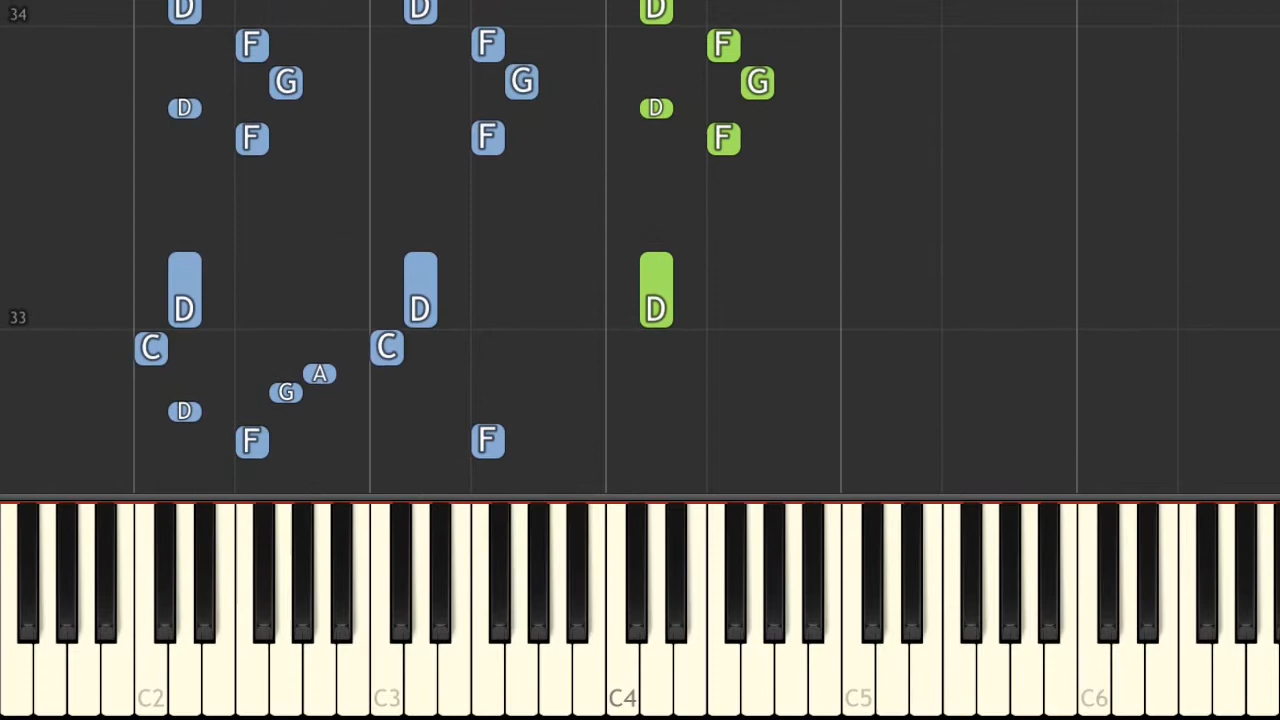 34 D D D
F F F
G G G
D D
F F F
D D D
33
C C
A
G
D
F F
C2 C3 C4 C5 C6